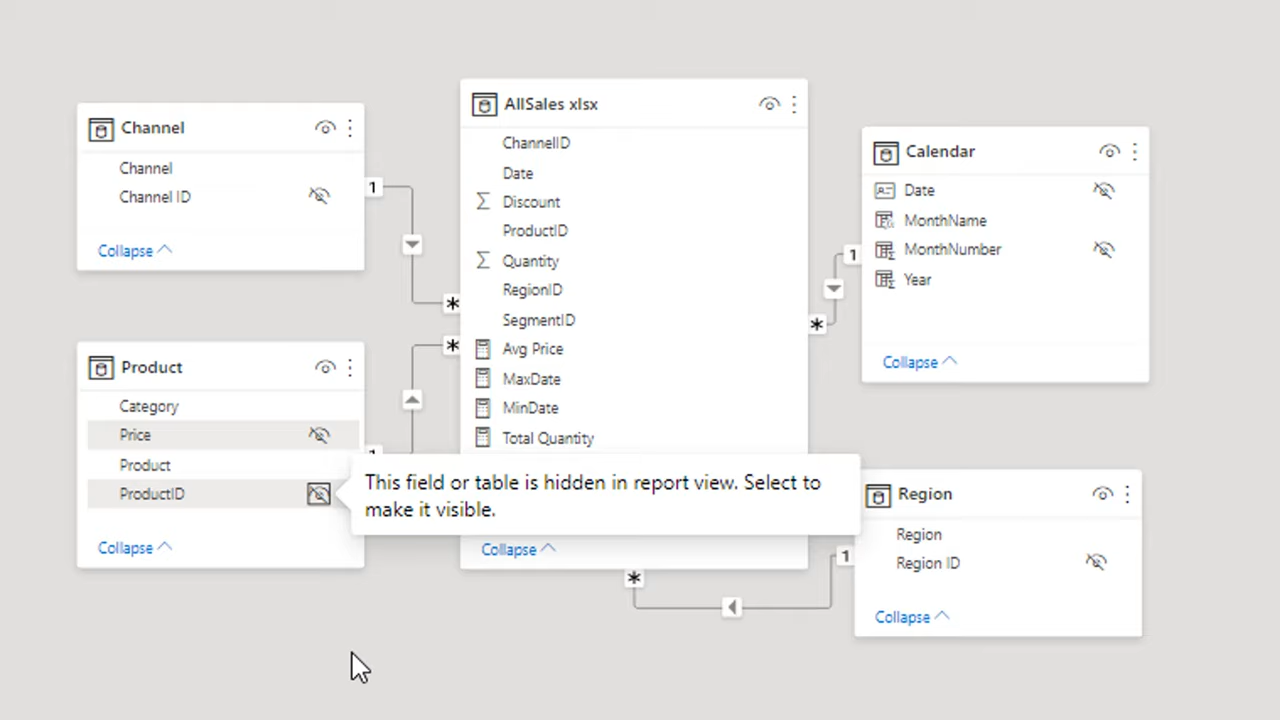 Channel
Channel
Channel ID
Collapse
1
*
Product
Category
Price
Product
ProductID
Collapse
*
AllSales xlsx
ChannelID
Date
Discount
ProductID
Quantity
RegionID
SegmentID
Avg Price
MaxDate
MinDate
Total Quantity
Collapse
This field or table is hidden in report view. Select to
make it visible.
Calendar
Date
MonthName
MonthNumber
Year
Collapse
1
*
Region
Region
Region ID
Collapse
1
*